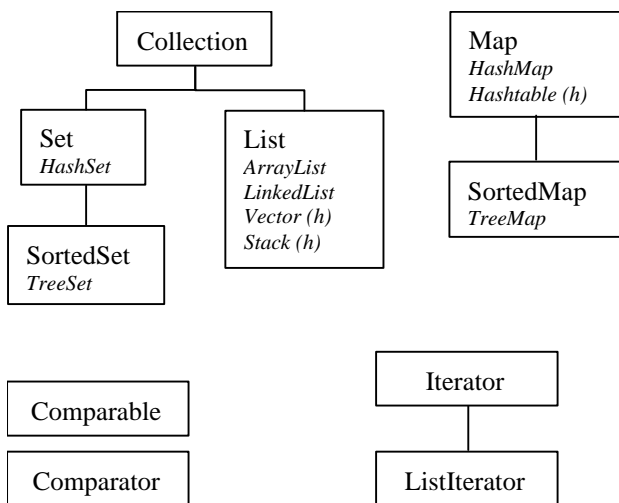 Collection
Set
HashSet
SortedSet
TreeSet
List
ArrayList
LinkedList
Vector (h)
Stack (h)
Map
HashMap
Hashtable (h)
SortedMap
TreeMap
Comparable
Comparator
Iterator
ListIterator